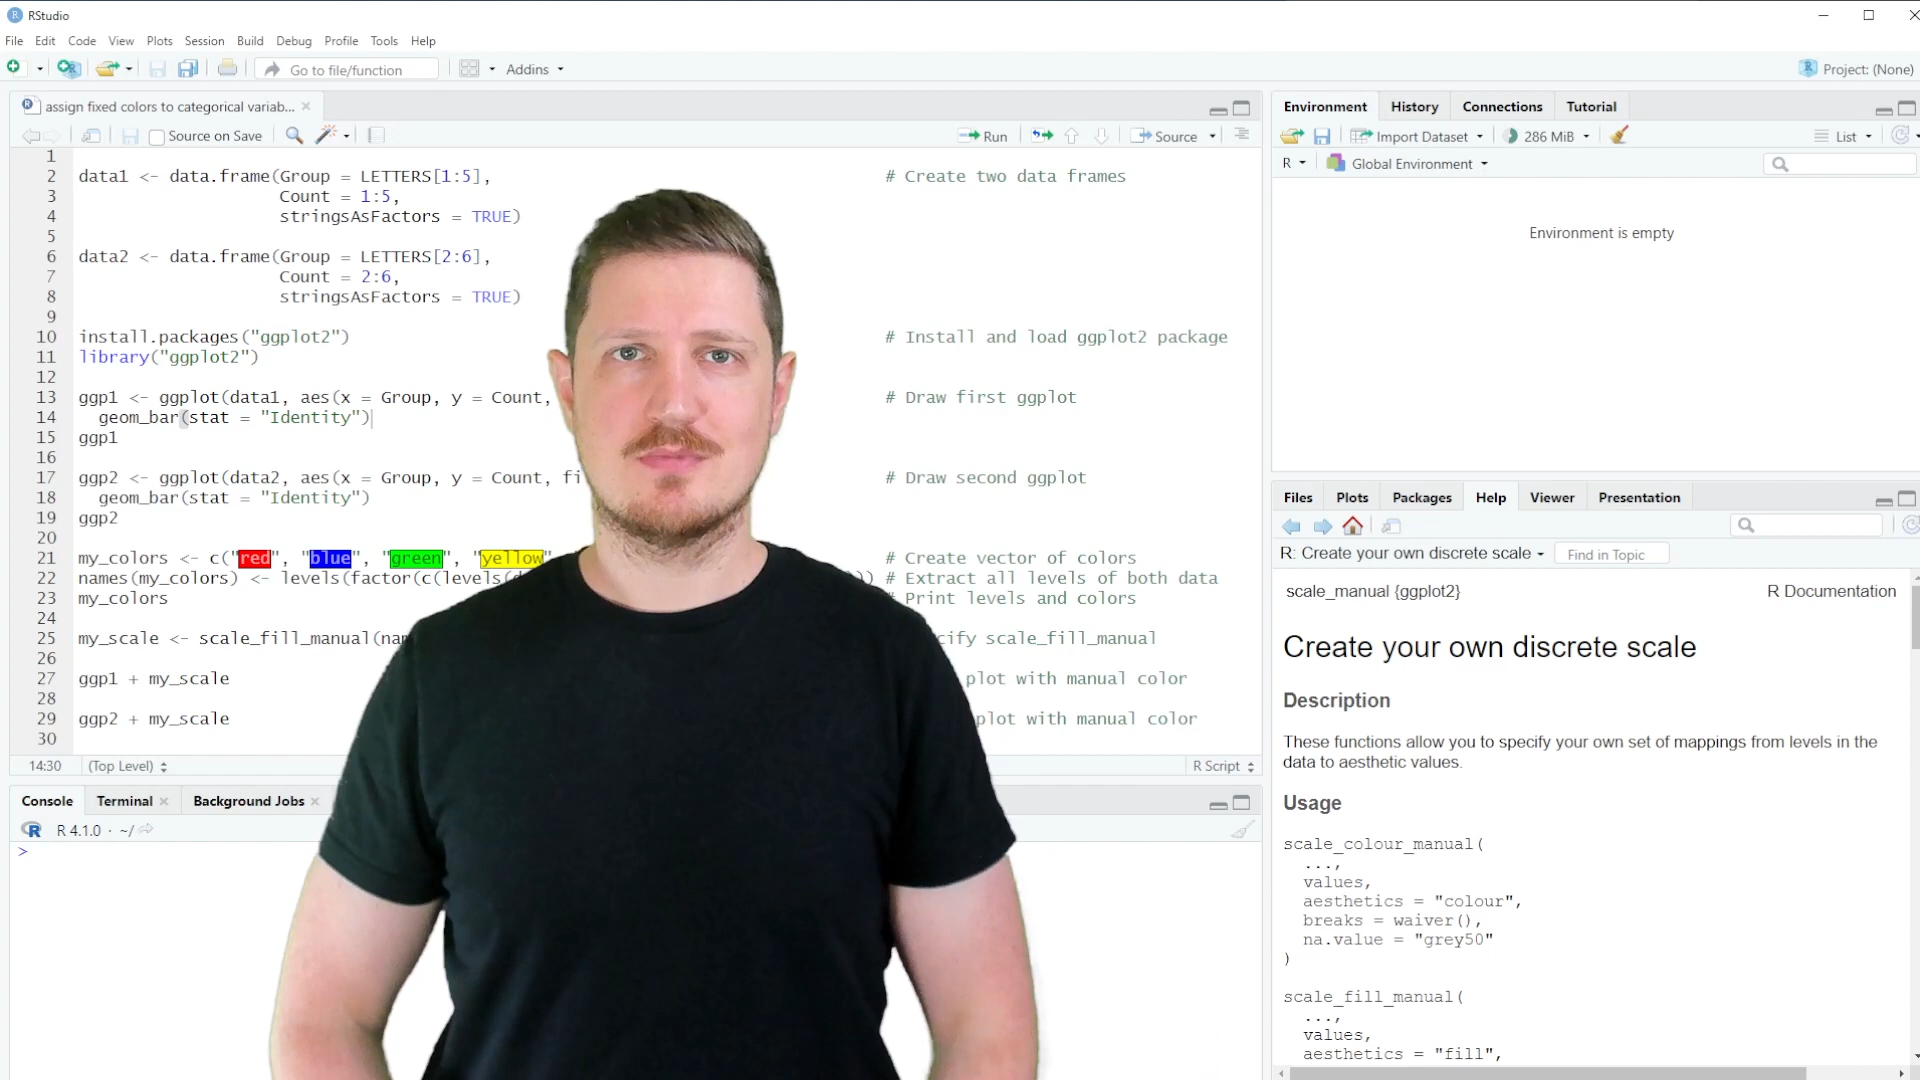 RStudio
File Edit Code View Plots Session Build Debug Profile Tools Help
Go to file/function Addins Project: (None)
assign fixed colors to categorical variab...
Source on Save Run Source
1
2 data1 <- data.frame(Group = LETTERS[1:5], # Create two data frames
3 Count = 1:5,
4 stringsAsFactors = TRUE)
5
6 data2 <- data.frame(Group = LETTERS[2:6],
7 Count = 2:6,
8 stringsAsFactors = TRUE)
9
10 install.packages("ggplot2") # Install and load ggplot2 package
11 library("ggplot2")
12
13 ggp1 <- ggplot(data1, aes(x = Group, y = Count, # Draw first ggplot
14 geom_bar(stat = "Identity")
15 ggp1
16
17 ggp2 <- ggplot(data2, aes(x = Group, y = Count, fi # Draw second ggplot
18 geom_bar(stat = "Identity")
19 ggp2
20
21 my_colors <- c("red", "blue", "green", "yellow" # Create vector of colors
22 names(my_colors) <- levels(factor(c(levels( )) # Extract all levels of both data
23 my_colors # Print levels and colors
24
25 my_scale <- scale_fill_manual( scale_fill_manual
26
27 ggp1 + my_scale plot with manual color
28
29 ggp2 + my_scale plot with manual color
30
14:30 (Top Level) R Script
Console Terminal Background Jobs
R 4.1.0 · ~/
>
Environment History Connections Tutorial
Import Dataset 286 MiB List
R Global Environment
Environment is empty
Files Plots Packages Help Viewer Presentation
R: Create your own discrete scale Find in Topic
scale_manual {ggplot2} R Documentation
Create your own discrete scale
Description
These functions allow you to specify your own set of mappings from levels in the
data to aesthetic values.
Usage
scale_colour_manual(
...,
values,
aesthetics = "colour",
breaks = waiver(),
na.value = "grey50"
)
scale_fill_manual(
...,
values,
aesthetics = "fill",